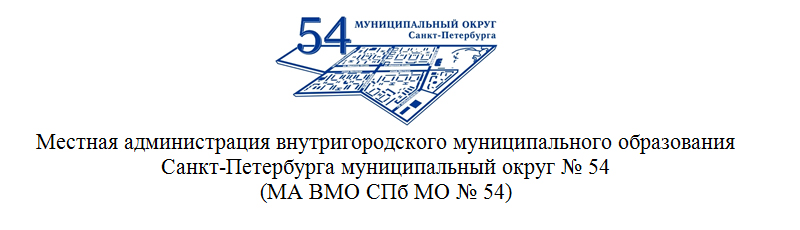 54 МУНИЦИПАЛЬНЫЙ ОКРУГ
Санкт-Петербурга
Местная администрация внутригородского муниципального образования
Санкт-Петербурга муниципальный округ № 54
(МА ВМО СПб МО № 54)